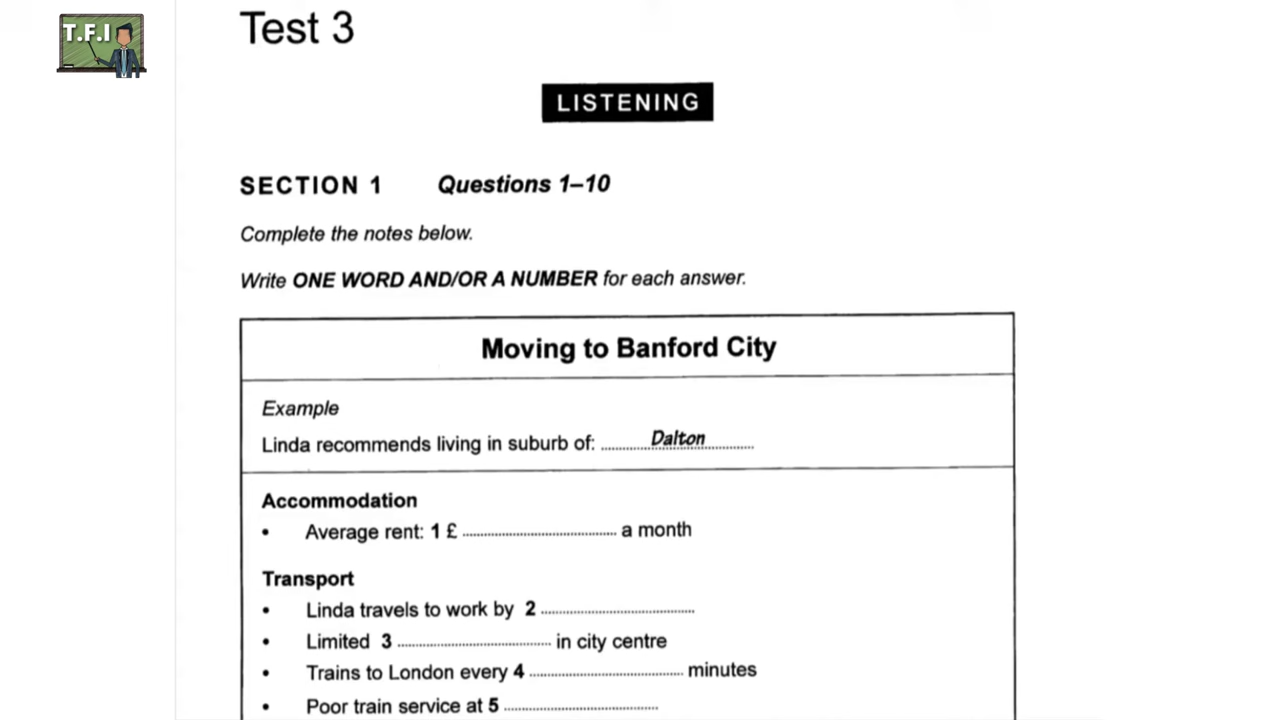 T.F.I
Test 3
LISTENING
SECTION 1 Questions 1–10
Complete the notes below.
Write ONE WORD AND/OR A NUMBER for each answer.
Moving to Banford City
Example
Linda recommends living in suburb of: ........ Dalton ........
Accommodation
• Average rent: 1 £ ........................ a month
Transport
• Linda travels to work by 2 ........................
• Limited 3 ........................ in city centre
• Trains to London every 4 ........................ minutes
• Poor train service at 5 ........................